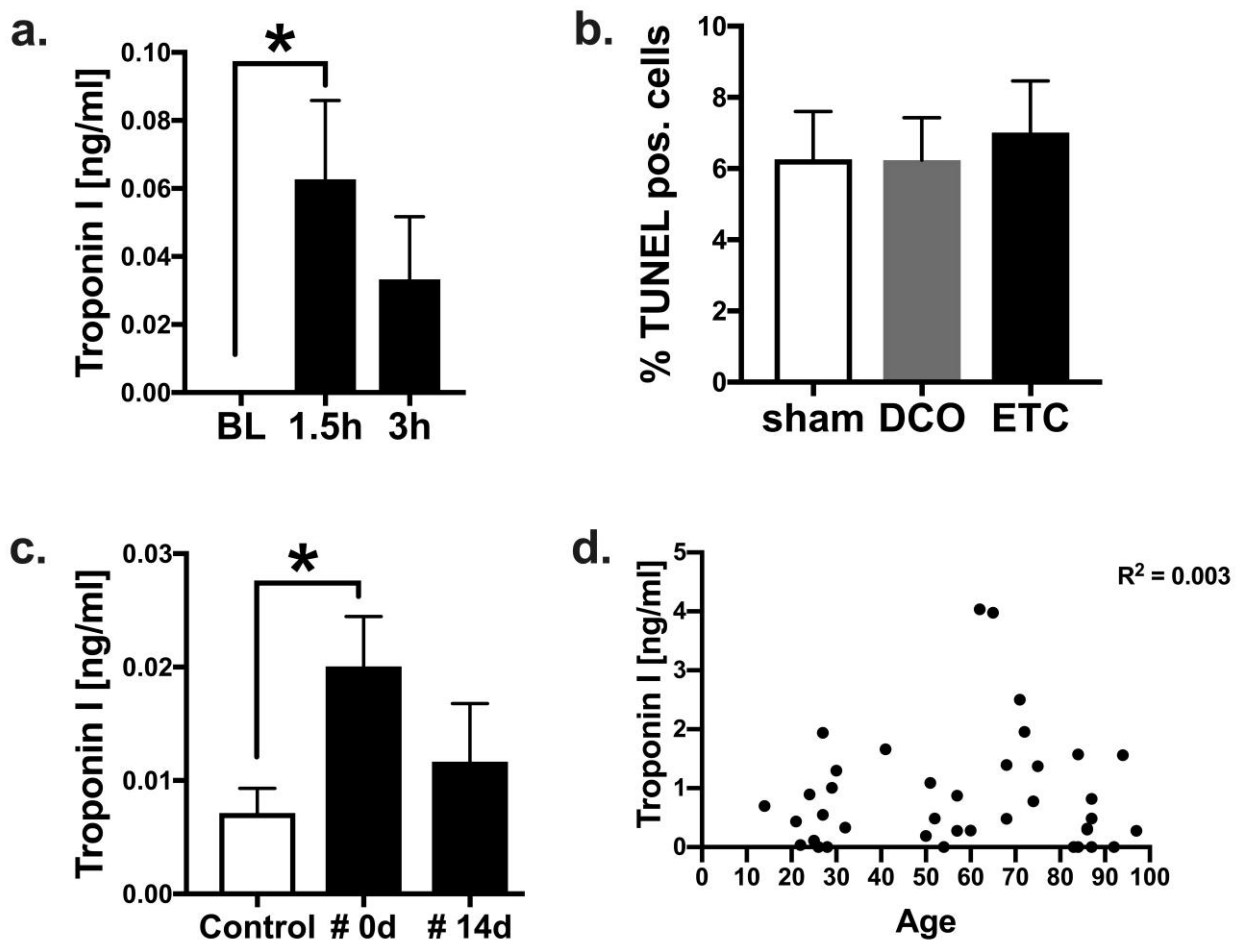 a.
*
Troponin I [ng/ml]
0.10
0.08
0.06
0.04
0.02
0.00
BL 1.5h 3h
b.
% TUNEL pos. cells
10
8
6
4
2
0
sham DCO ETC
c.
*
Troponin I [ng/ml]
0.03
0.02
0.01
0.00
Control # 0d # 14d
d.
R² = 0.003
Troponin I [ng/ml]
5
4
3
2
1
0
0 10 20 30 40 50 60 70 80 90 100
Age